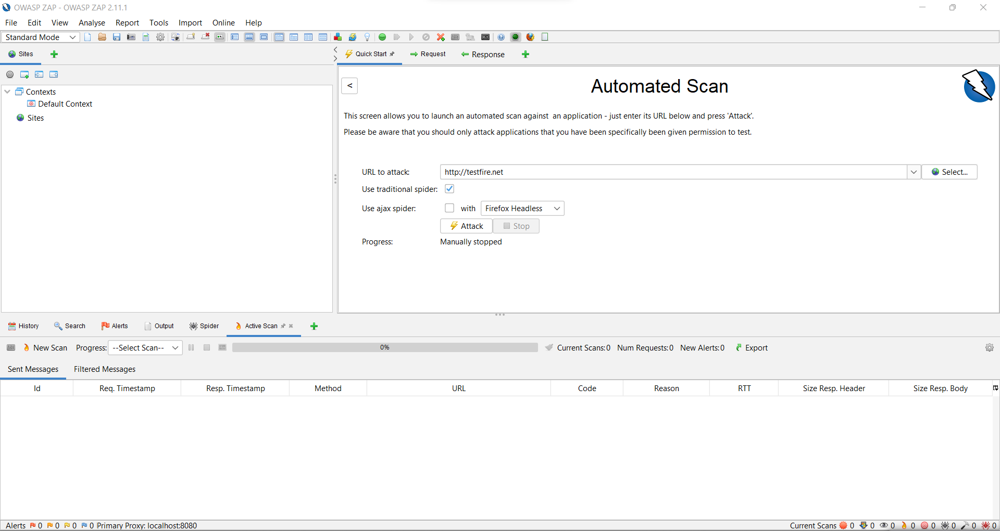 OWASP ZAP - OWASP ZAP 2.11.1
File Edit View Analyse Report Tools Import Online Help
Standard Mode
Sites
Quick Start Request Response
Contexts
Default Context
Sites
<
Automated Scan
This screen allows you to launch an automated scan against  an application - just enter its URL below and press 'Attack'.
Please be aware that you should only attack applications that you have been specifically been given permission to test.
URL to attack: http://testfire.net Select...
Use traditional spider:
Use ajax spider: with Firefox Headless
Attack Stop
Progress: Manually stopped
History Search Alerts Output Spider Active Scan
New Scan Progress: --Select Scan-- 0% Current Scans:0 Num Requests:0 New Alerts:0 Export
Sent Messages Filtered Messages
Id Req. Timestamp Resp. Timestamp Method URL Code Reason RTT Size Resp. Header Size Resp. Body
Alerts 0 0 0 0 Primary Proxy: localhost:8080 Current Scans 0 0 0 0 0 0 0 0